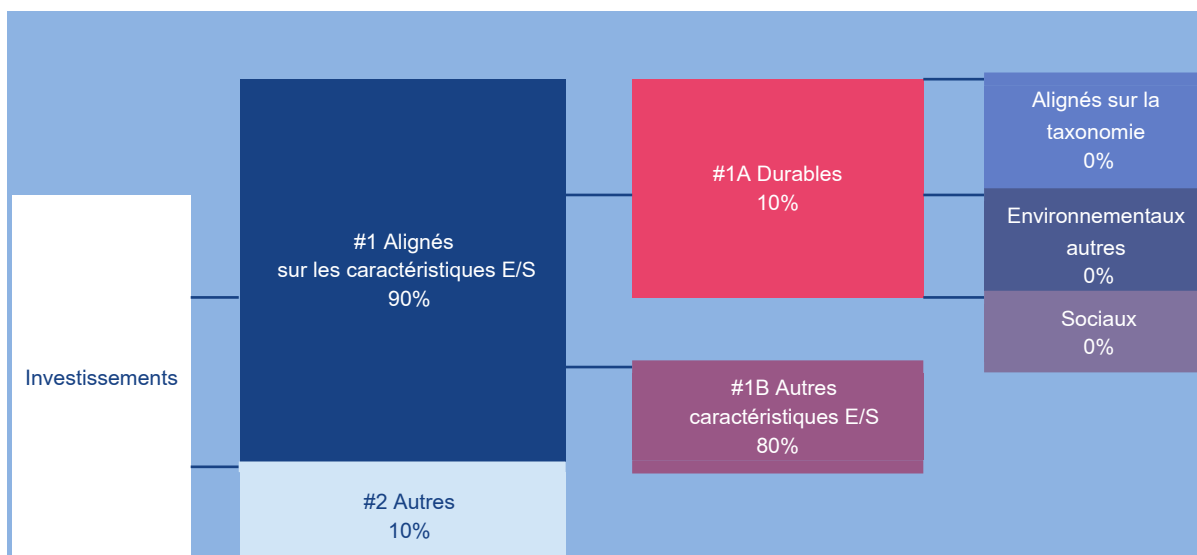 Investissements
#1 Alignés
sur les caractéristiques E/S
90%
#2 Autres
10%
#1A Durables
10%
#1B Autres
caractéristiques E/S
80%
Alignés sur la
taxonomie
0%
Environnementaux
autres
0%
Sociaux
0%